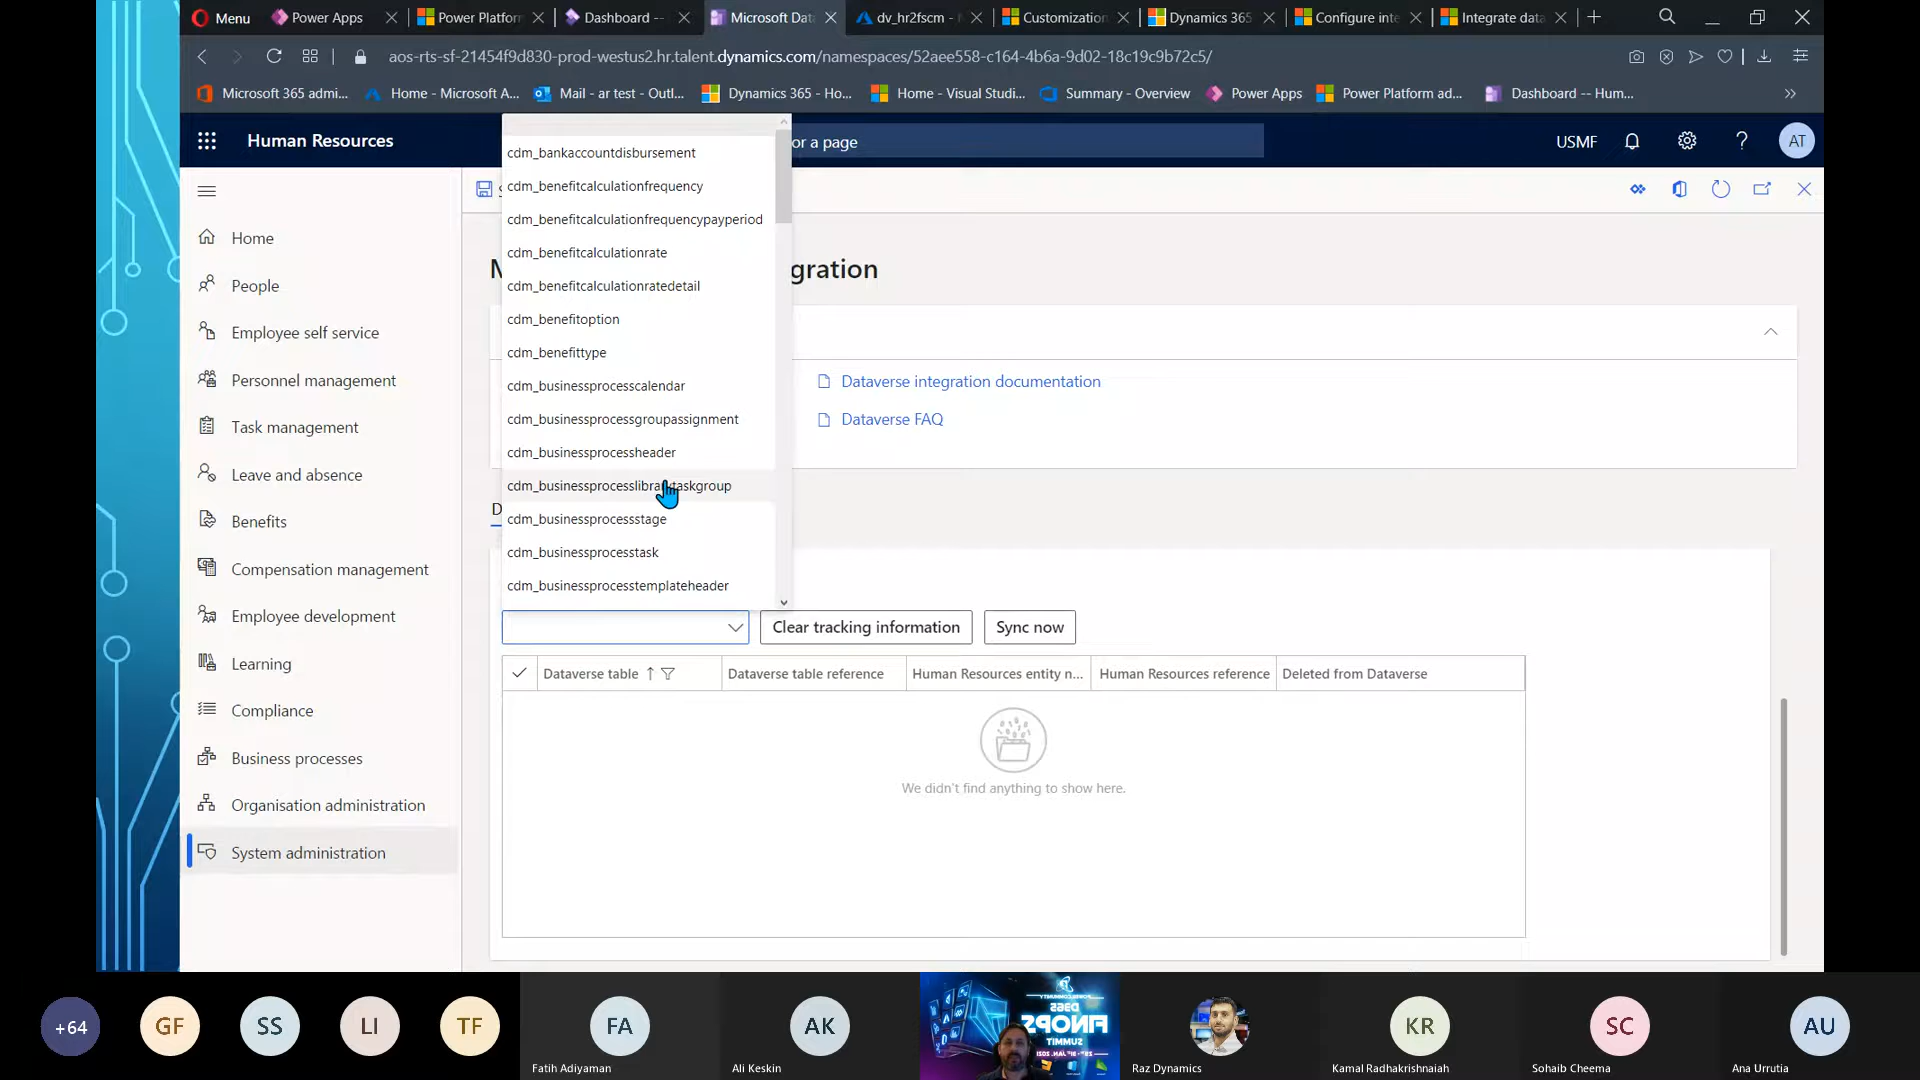 Menu
Power Apps
Power Platforn
Dashboard --
Microsoft Dat
dv_hr2fscm -
Customization
Dynamics 365
Configure inte
Integrate data
aos-rts-sf-21454f9d830-prod-westus2.hr.talent.dynamics.com/namespaces/52aee558-c164-4b6a-9d02-18c19c9b72c5/
Microsoft 365 admi...
Home - Microsoft A...
Mail - ar test - Outl...
Dynamics 365 - Ho...
Home - Visual Studi...
Summary - Overview
Power Apps
Power Platform ad...
Dashboard -- Hum...
Human Resources
or a page
USMF
?
AT
Home
People
Employee self service
Personnel management
Task management
Leave and absence
Benefits
Compensation management
Employee development
Learning
Compliance
Business processes
Organisation administration
System administration
gration
Dataverse integration documentation
Dataverse FAQ
cdm_bankaccountdisbursement
cdm_benefitcalculationfrequency
cdm_benefitcalculationfrequencypayperiod
cdm_benefitcalculationrate
cdm_benefitcalculationratedetail
cdm_benefitoption
cdm_benefittype
cdm_businessprocesscalendar
cdm_businessprocessgroupassignment
cdm_businessprocessheader
cdm_businessprocesslibrarytaskgroup
cdm_businessprocessstage
cdm_businessprocesstask
cdm_businessprocesstemplateheader
Clear tracking information
Sync now
Dataverse table
Dataverse table reference
Human Resources entity n...
Human Resources reference
Deleted from Dataverse
We didn't find anything to show here.
+64
GF
SS
LI
TF
FA
Fatih Adiyaman
AK
Ali Keskin
D365
FINOPS
SUMMIT
Raz Dynamics
KR
Kamal Radhakrishnaiah
SC
Sohaib Cheema
AU
Ana Urrutia